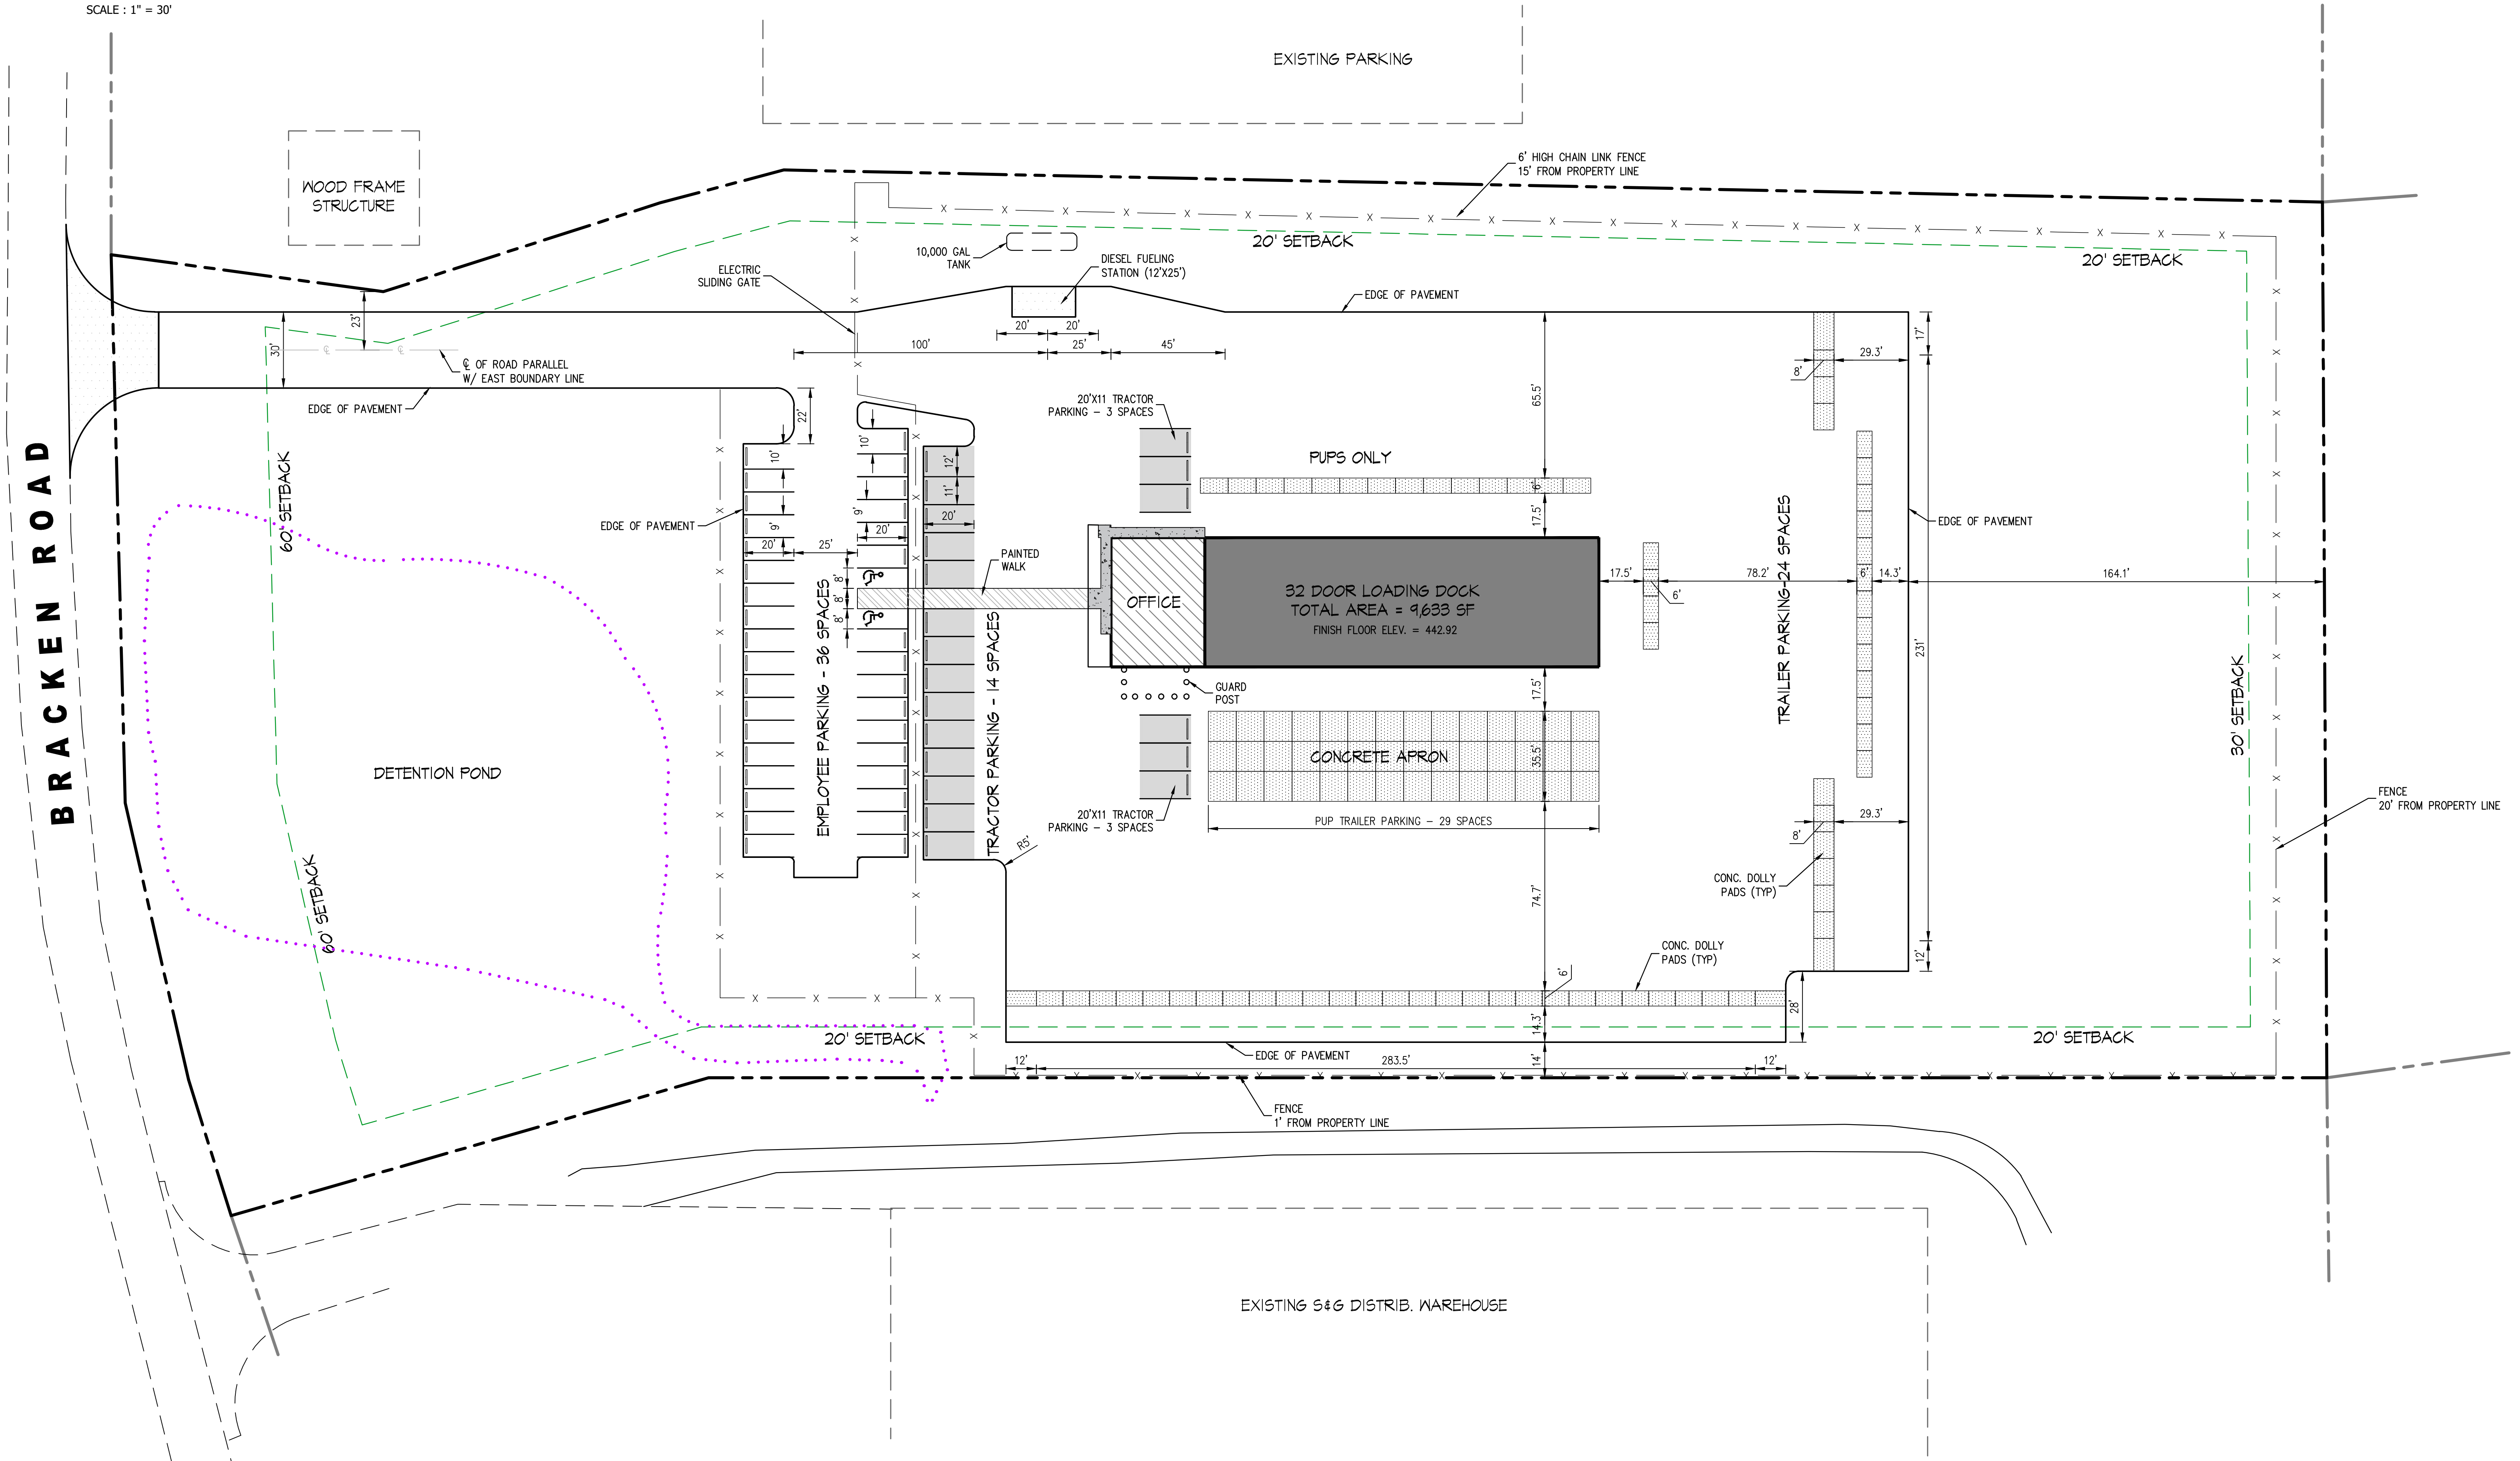 SCALE : 1" = 30'
EXISTING PARKING
6' HIGH CHAIN LINK FENCE
15' FROM PROPERTY LINE
WOOD FRAME
STRUCTURE
20' SETBACK
20' SETBACK
10,000 GAL
TANK
DIESEL FUELING
STATION (12'X25')
ELECTRIC
SLIDING GATE
EDGE OF PAVEMENT
23'
30'
℄
℄
℄ OF ROAD PARALLEL
W/ EAST BOUNDARY LINE
20'
20'
100'
25'
45'
17'
29.3'
8'
65.5'
EDGE OF PAVEMENT
22'
20'X11 TRACTOR
PARKING – 3 SPACES
10'
10'
12'
11'
PUPS ONLY
6'
17.5'
60' SETBACK
BRACKEN ROAD
EDGE OF PAVEMENT
9'
9'
20'
20'
20'
25'
EDGE OF PAVEMENT
PAINTED
WALK
8'
8'
8'
OFFICE
32 DOOR LOADING DOCK
TOTAL AREA = 9,633 SF
FINISH FLOOR ELEV. = 442.92
17.5'
6'
78.2'
6'
14.3'
164.1'
TRAILER PARKING-24 SPACES
231'
EMPLOYEE PARKING - 36 SPACES
TRACTOR PARKING - 14 SPACES
GUARD
POST
17.5'
30' SETBACK
DETENTION POND
CONCRETE APRON
35.5'
20'X11 TRACTOR
PARKING – 3 SPACES
PUP TRAILER PARKING – 29 SPACES
29.3'
8'
FENCE
20' FROM PROPERTY LINE
R5'
60' SETBACK
74.7'
CONC. DOLLY
PADS (TYP)
CONC. DOLLY
PADS (TYP)
6'
12'
28'
14.3'
20' SETBACK
20' SETBACK
EDGE OF PAVEMENT
12'
283.5'
14'
12'
FENCE
1' FROM PROPERTY LINE
EXISTING S&G DISTRIB. WAREHOUSE